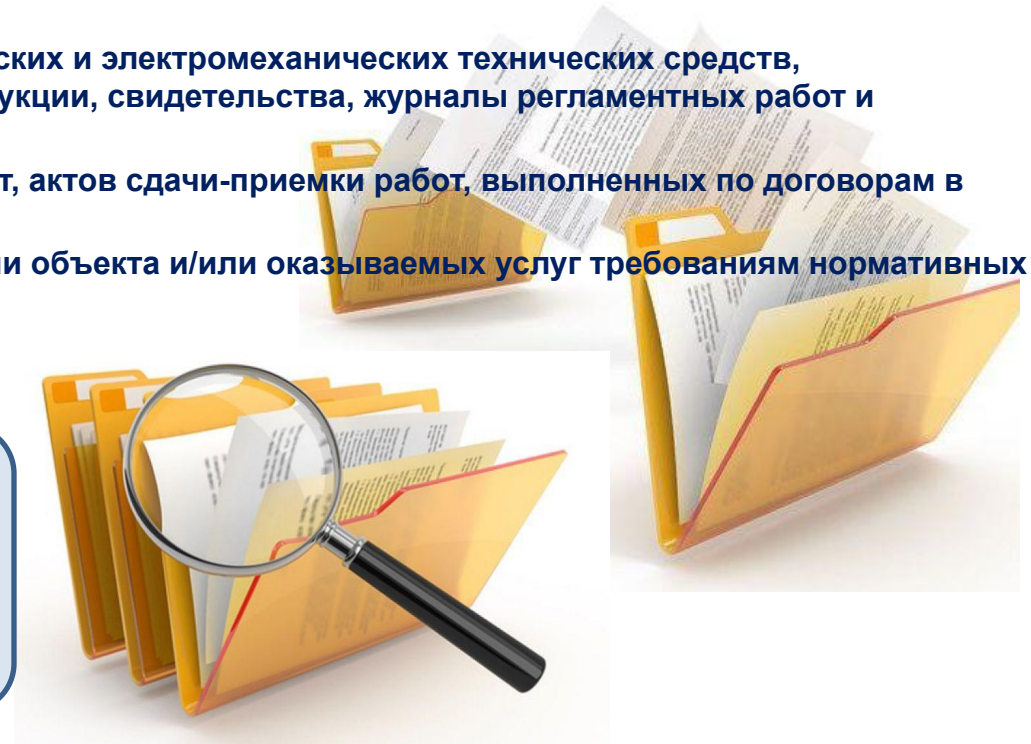 ских и электромеханических технических средств,
укции, свидетельства, журналы регламентных работ и
т, актов сдачи-приемки работ, выполненных по договорам в
и объекта и/или оказываемых услуг требованиям нормативных